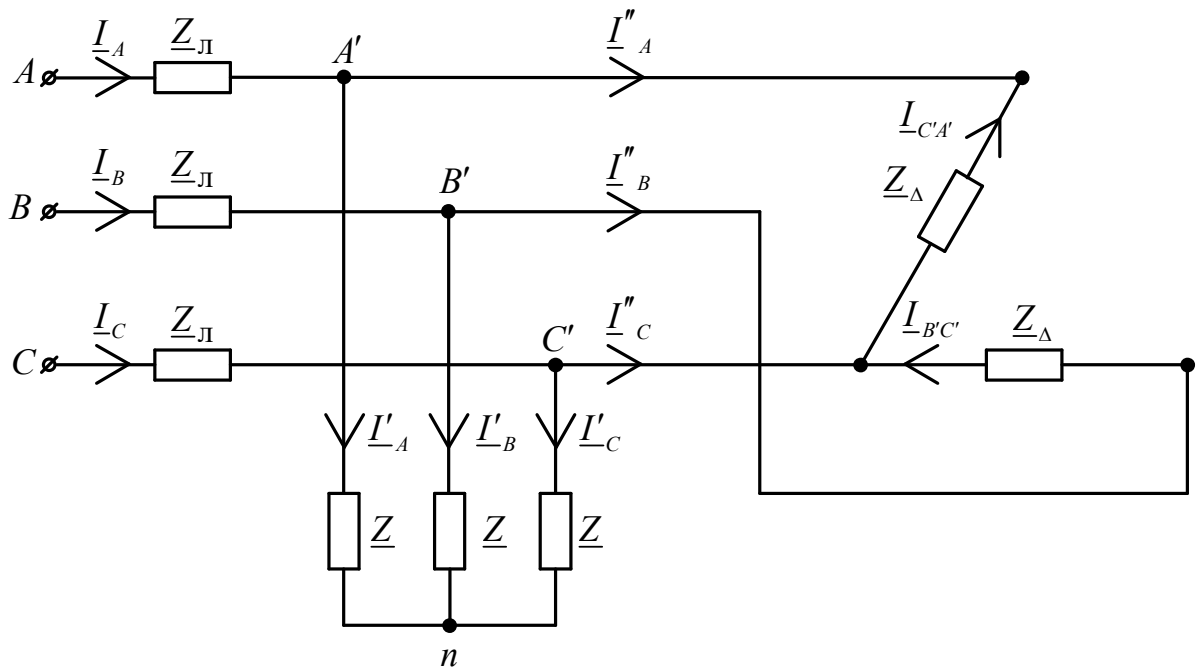 I_A Z_Л A' I''_A
A
I_C'A'
I_B Z_Л B' I''_B Z_Δ
B
I_C Z_Л C' I''_C I_B'C' Z_Δ
C
I'_A I'_B I'_C
Z Z Z
n